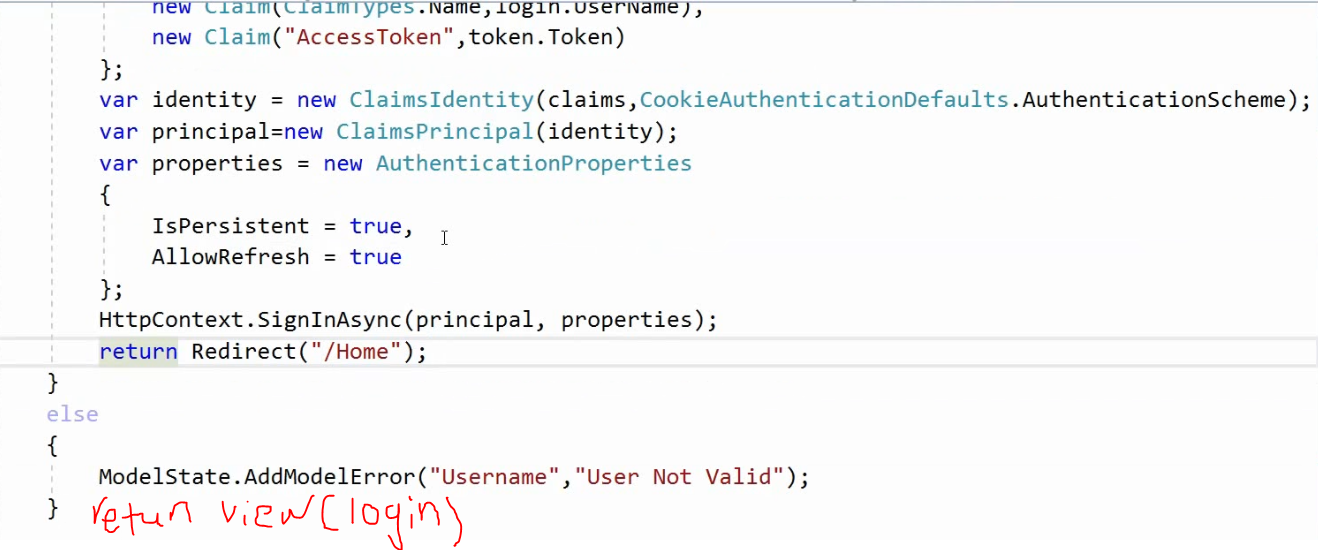 new Claim(ClaimTypes.Name,login.UserName),
new Claim("AccessToken",token.Token)
};
var identity = new ClaimsIdentity(claims,CookieAuthenticationDefaults.AuthenticationScheme);
var principal=new ClaimsPrincipal(identity);
var properties = new AuthenticationProperties
{
IsPersistent = true,
AllowRefresh = true
};
HttpContext.SignInAsync(principal, properties);
return Redirect("/Home");
}
else
{
ModelState.AddModelError("Username","User Not Valid");
} return view(login)